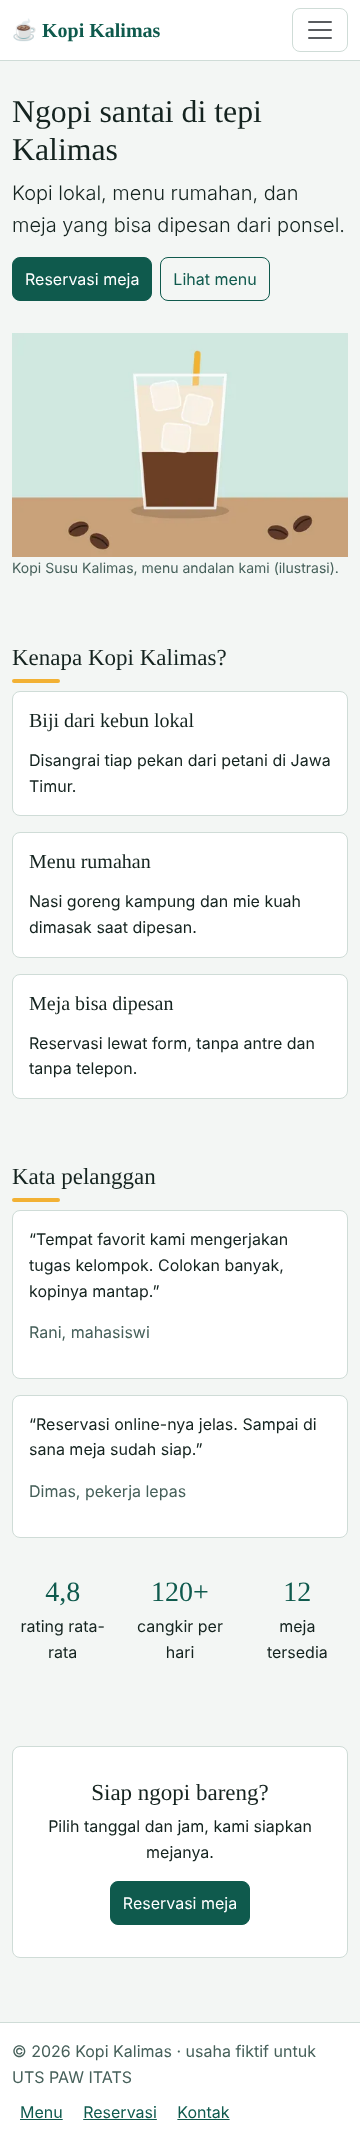 ☕ Kopi Kalimas
Ngopi santai di tepi
Kalimas
Kopi lokal, menu rumahan, dan
meja yang bisa dipesan dari ponsel.
Reservasi meja
Lihat menu
Kopi Susu Kalimas, menu andalan kami (ilustrasi).
Kenapa Kopi Kalimas?
Biji dari kebun lokal
Disangrai tiap pekan dari petani di Jawa
Timur.
Menu rumahan
Nasi goreng kampung dan mie kuah
dimasak saat dipesan.
Meja bisa dipesan
Reservasi lewat form, tanpa antre dan
tanpa telepon.
Kata pelanggan
“Tempat favorit kami mengerjakan
tugas kelompok. Colokan banyak,
kopinya mantap.”
Rani, mahasiswi
“Reservasi online-nya jelas. Sampai di
sana meja sudah siap.”
Dimas, pekerja lepas
4,8
rating rata-
rata
120+
cangkir per
hari
12
meja
tersedia
Siap ngopi bareng?
Pilih tanggal dan jam, kami siapkan
mejanya.
Reservasi meja
© 2026 Kopi Kalimas · usaha fiktif untuk
UTS PAW ITATS
Menu Reservasi Kontak